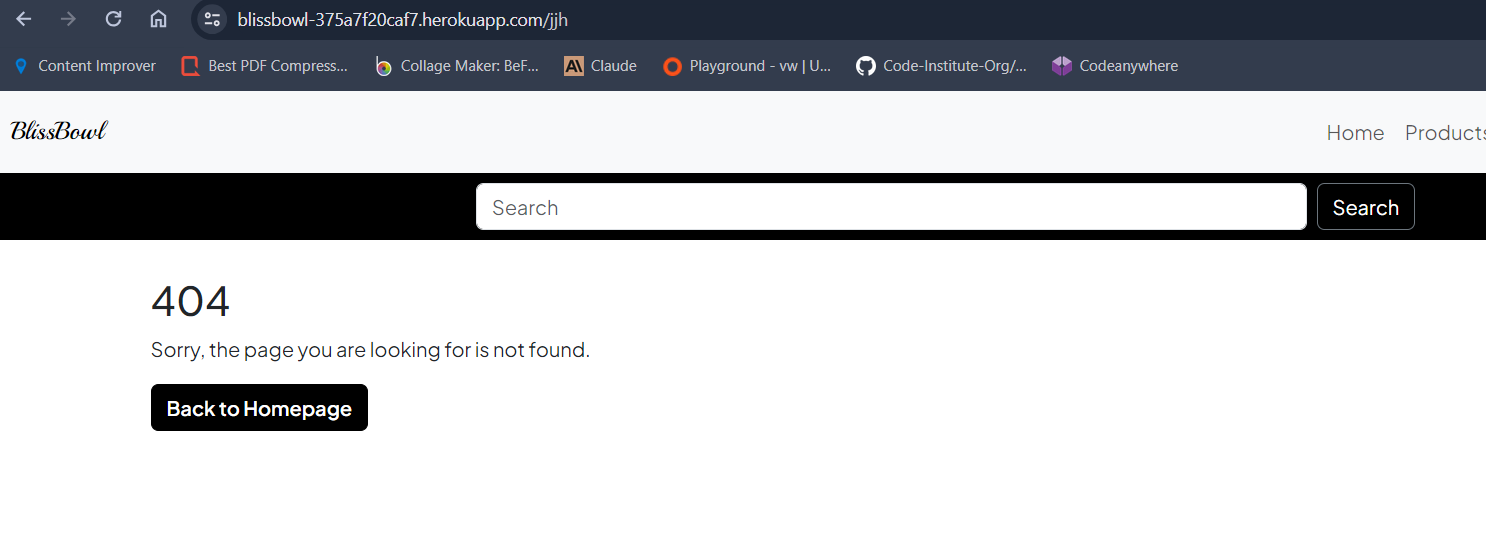 blissbowl-375a7f20caf7.herokuapp.com/jjh
Content Improver Best PDF Compress... Collage Maker: BeF... Claude Playground - vw | U... Code-Institute-Org/... Codeanywhere
BlissBowl Home Products
Search Search
404
Sorry, the page you are looking for is not found.
Back to Homepage